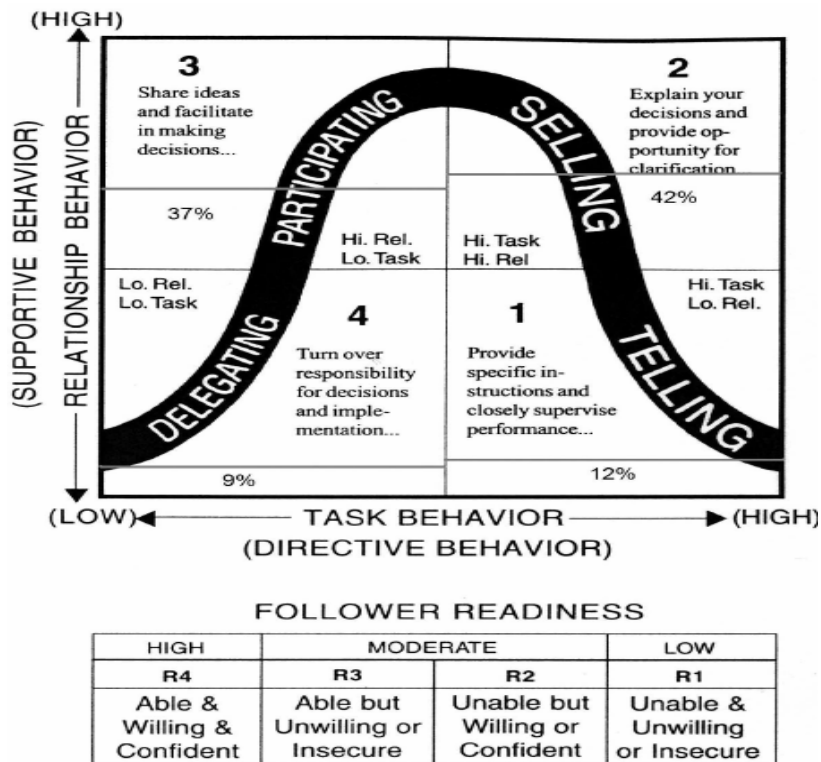 (HIGH)
(SUPPORTIVE BEHAVIOR)
RELATIONSHIP BEHAVIOR
3
Share ideas
and facilitate
in making
decisions...
37%
PARTICIPATING
Hi. Rel.
Lo. Task
2
Explain your
decisions and
provide op-
portunity for
clarification
42%
SELLING
Hi. Task
Hi. Rel
Lo. Rel.
Lo. Task
DELEGATING
4
Turn over
responsibility
for decisions
and imple-
mentation...
9%
1
Provide
specific in-
structions and
closely supervise
performance...
12%
Hi. Task
Lo. Rel.
TELLING
(LOW)
TASK BEHAVIOR
(HIGH)
(DIRECTIVE BEHAVIOR)
FOLLOWER READINESS
HIGH MODERATE LOW
R4 R3 R2 R1
Able &
Willing &
Confident
Able but
Unwilling or
Insecure
Unable but
Willing or
Confident
Unable &
Unwilling
or Insecure